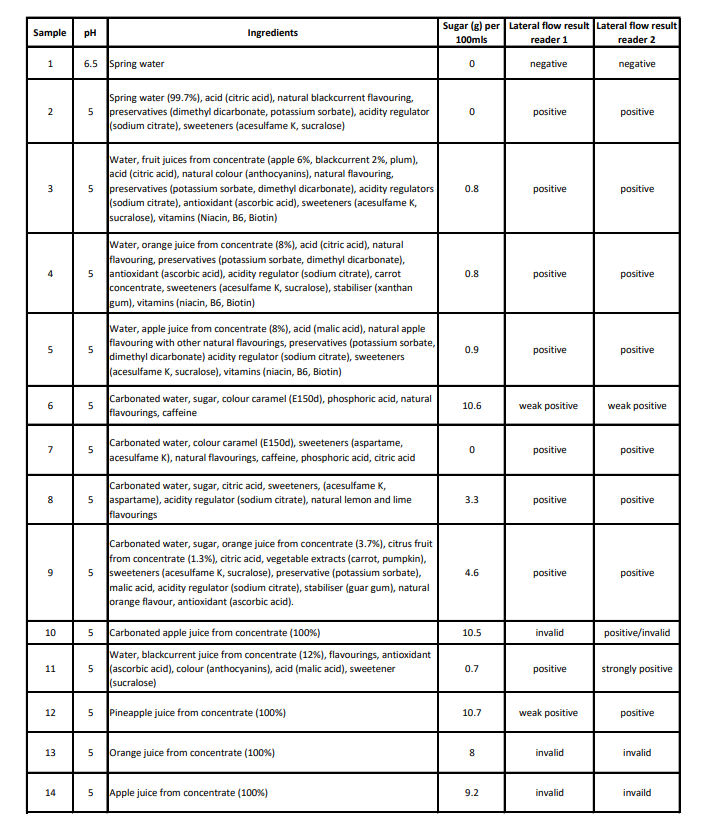 Sample pH Ingredients Sugar (g) per 100mls Lateral flow result reader 1 Lateral flow result reader 2
1 6.5 Spring water 0 negative negative
2 5 Spring water (99.7%), acid (citric acid), natural blackcurrent flavouring,
preservatives (dimethyl dicarbonate, potassium sorbate), acidity regulator
(sodium citrate), sweeteners (acesulfame K, sucralose) 0 positive positive
3 5 Water, fruit juices from concentrate (apple 6%, blackcurrent 2%, plum),
acid (citric acid), natural colour (anthocyanins), natural flavouring,
preservatives (potassium sorbate, dimethyl dicarbonate), acidity regulators
(sodium citrate), antioxidant (ascorbic acid), sweeteners (acesulfame K,
sucralose), vitamins (Niacin, B6, Biotin) 0.8 positive positive
4 5 Water, orange juice from concentrate (8%), acid (citric acid), natural
flavouring, preservatives (potassium sorbate, dimethyl dicarbonate),
antioxidant (ascorbic acid), acidity regulator (sodium citrate), carrot
concentrate, sweeteners (acesulfame K, sucralose), stabiliser (xanthan
gum), vitamins (niacin, B6, Biotin) 0.8 positive positive
5 5 Water, apple juice from concentrate (8%), acid (malic acid), natural apple
flavouring with other natural flavourings, preservatives (potassium sorbate,
dimethyl dicarbonate) acidity regulator (sodium citrate), sweeteners
(acesulfame K, sucralose), vitamins (niacin, B6, Biotin) 0.9 positive positive
6 5 Carbonated water, sugar, colour caramel (E150d), phosphoric acid, natural
flavourings, caffeine 10.6 weak positive weak positive
7 5 Carbonated water, colour caramel (E150d), sweeteners (aspartame,
acesulfame K), natural flavourings, caffeine, phosphoric acid, citric acid 0 positive positive
8 5 Carbonated water, sugar, citric acid, sweeteners, (acesulfame K,
aspartame), acidity regulator (sodium citrate), natural lemon and lime
flavourings 3.3 positive positive
9 5 Carbonated water, sugar, orange juice from concentrate (3.7%), citrus fruit
from concentrate (1.3%), citric acid, vegetable extracts (carrot, pumpkin),
sweeteners (acesulfame K, sucralose), preservative (potassium sorbate),
malic acid, acidity regulator (sodium citrate), stabiliser (guar gum), natural
orange flavour, antioxidant (ascorbic acid). 4.6 positive positive
10 5 Carbonated apple juice from concentrate (100%) 10.5 invalid positive/invalid
11 5 Water, blackcurrent juice from concentrate (12%), flavourings, antioxidant
(ascorbic acid), colour (anthocyanins), acid (malic acid), sweetener
(sucralose) 0.7 positive strongly positive
12 5 Pineapple juice from concentrate (100%) 10.7 weak positive positive
13 5 Orange juice from concentrate (100%) 8 invalid invalid
14 5 Apple juice from concentrate (100%) 9.2 invalid invaild